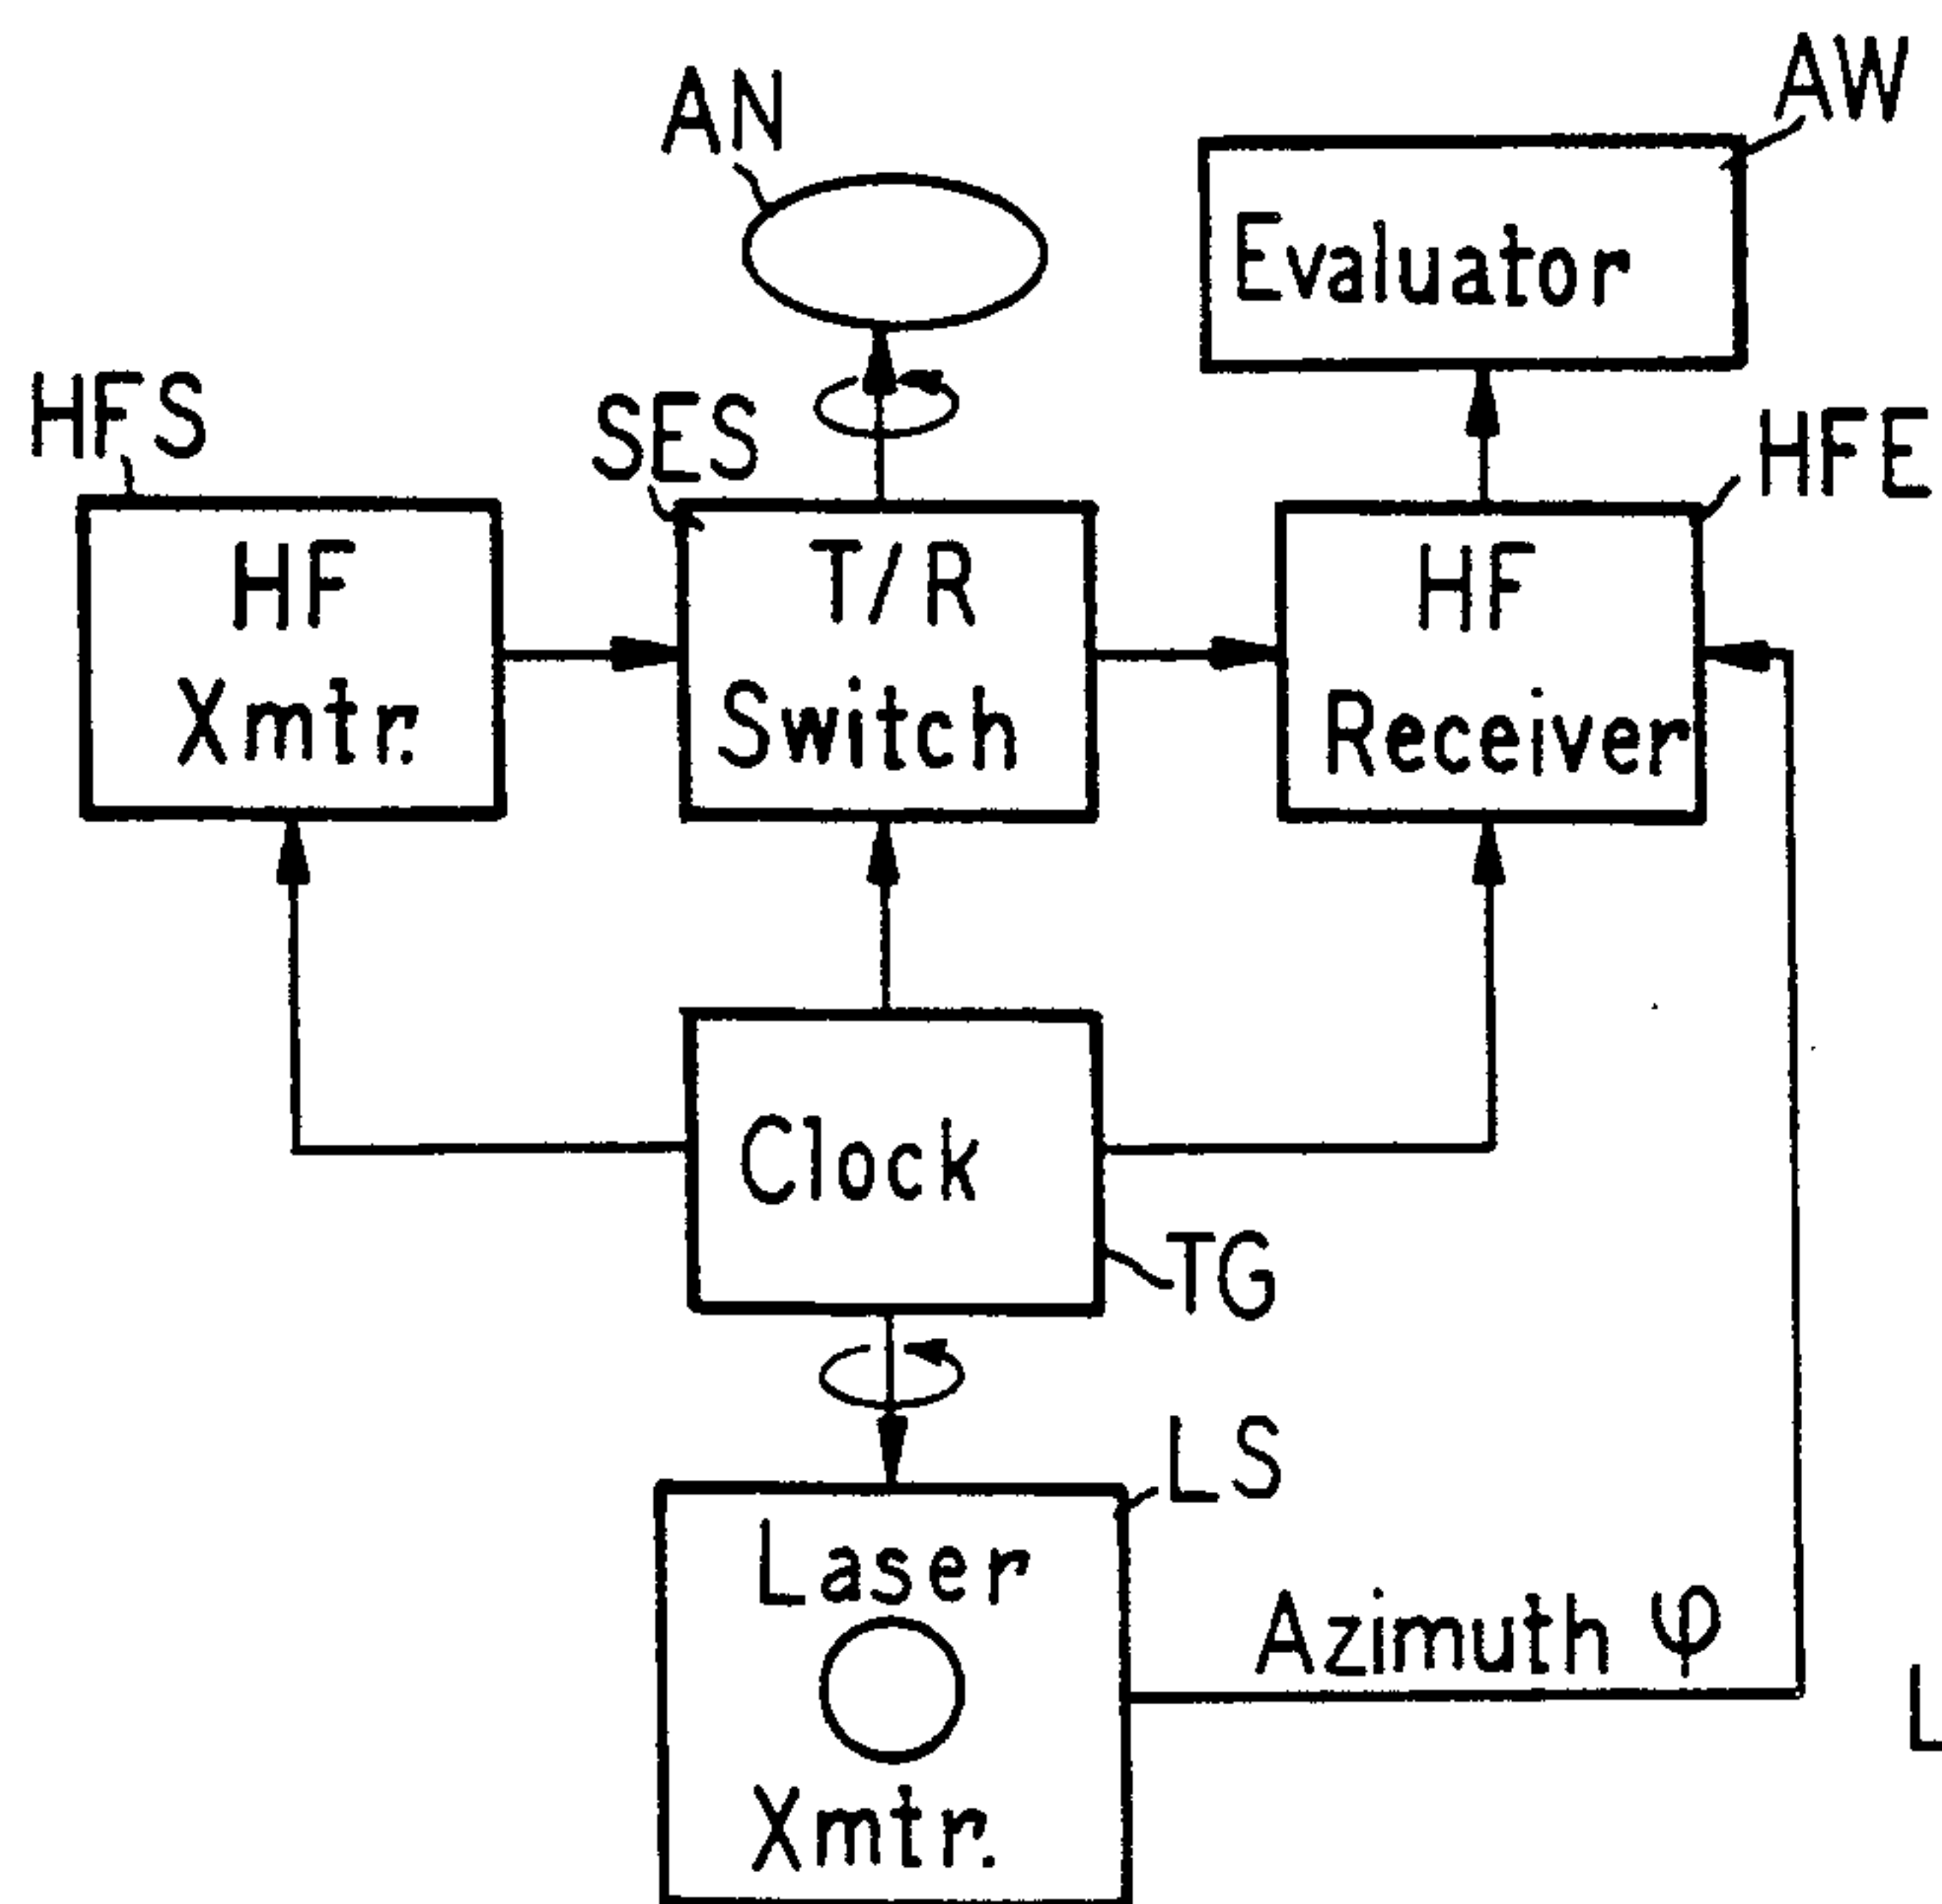 AN
AW
Evaluator
HFS
SES
HFE
HF
Xmtr.
T/R
Switch
HF
Receiver
Clock
TG
LS
Laser
Xmtr.
Azimuth φ
L